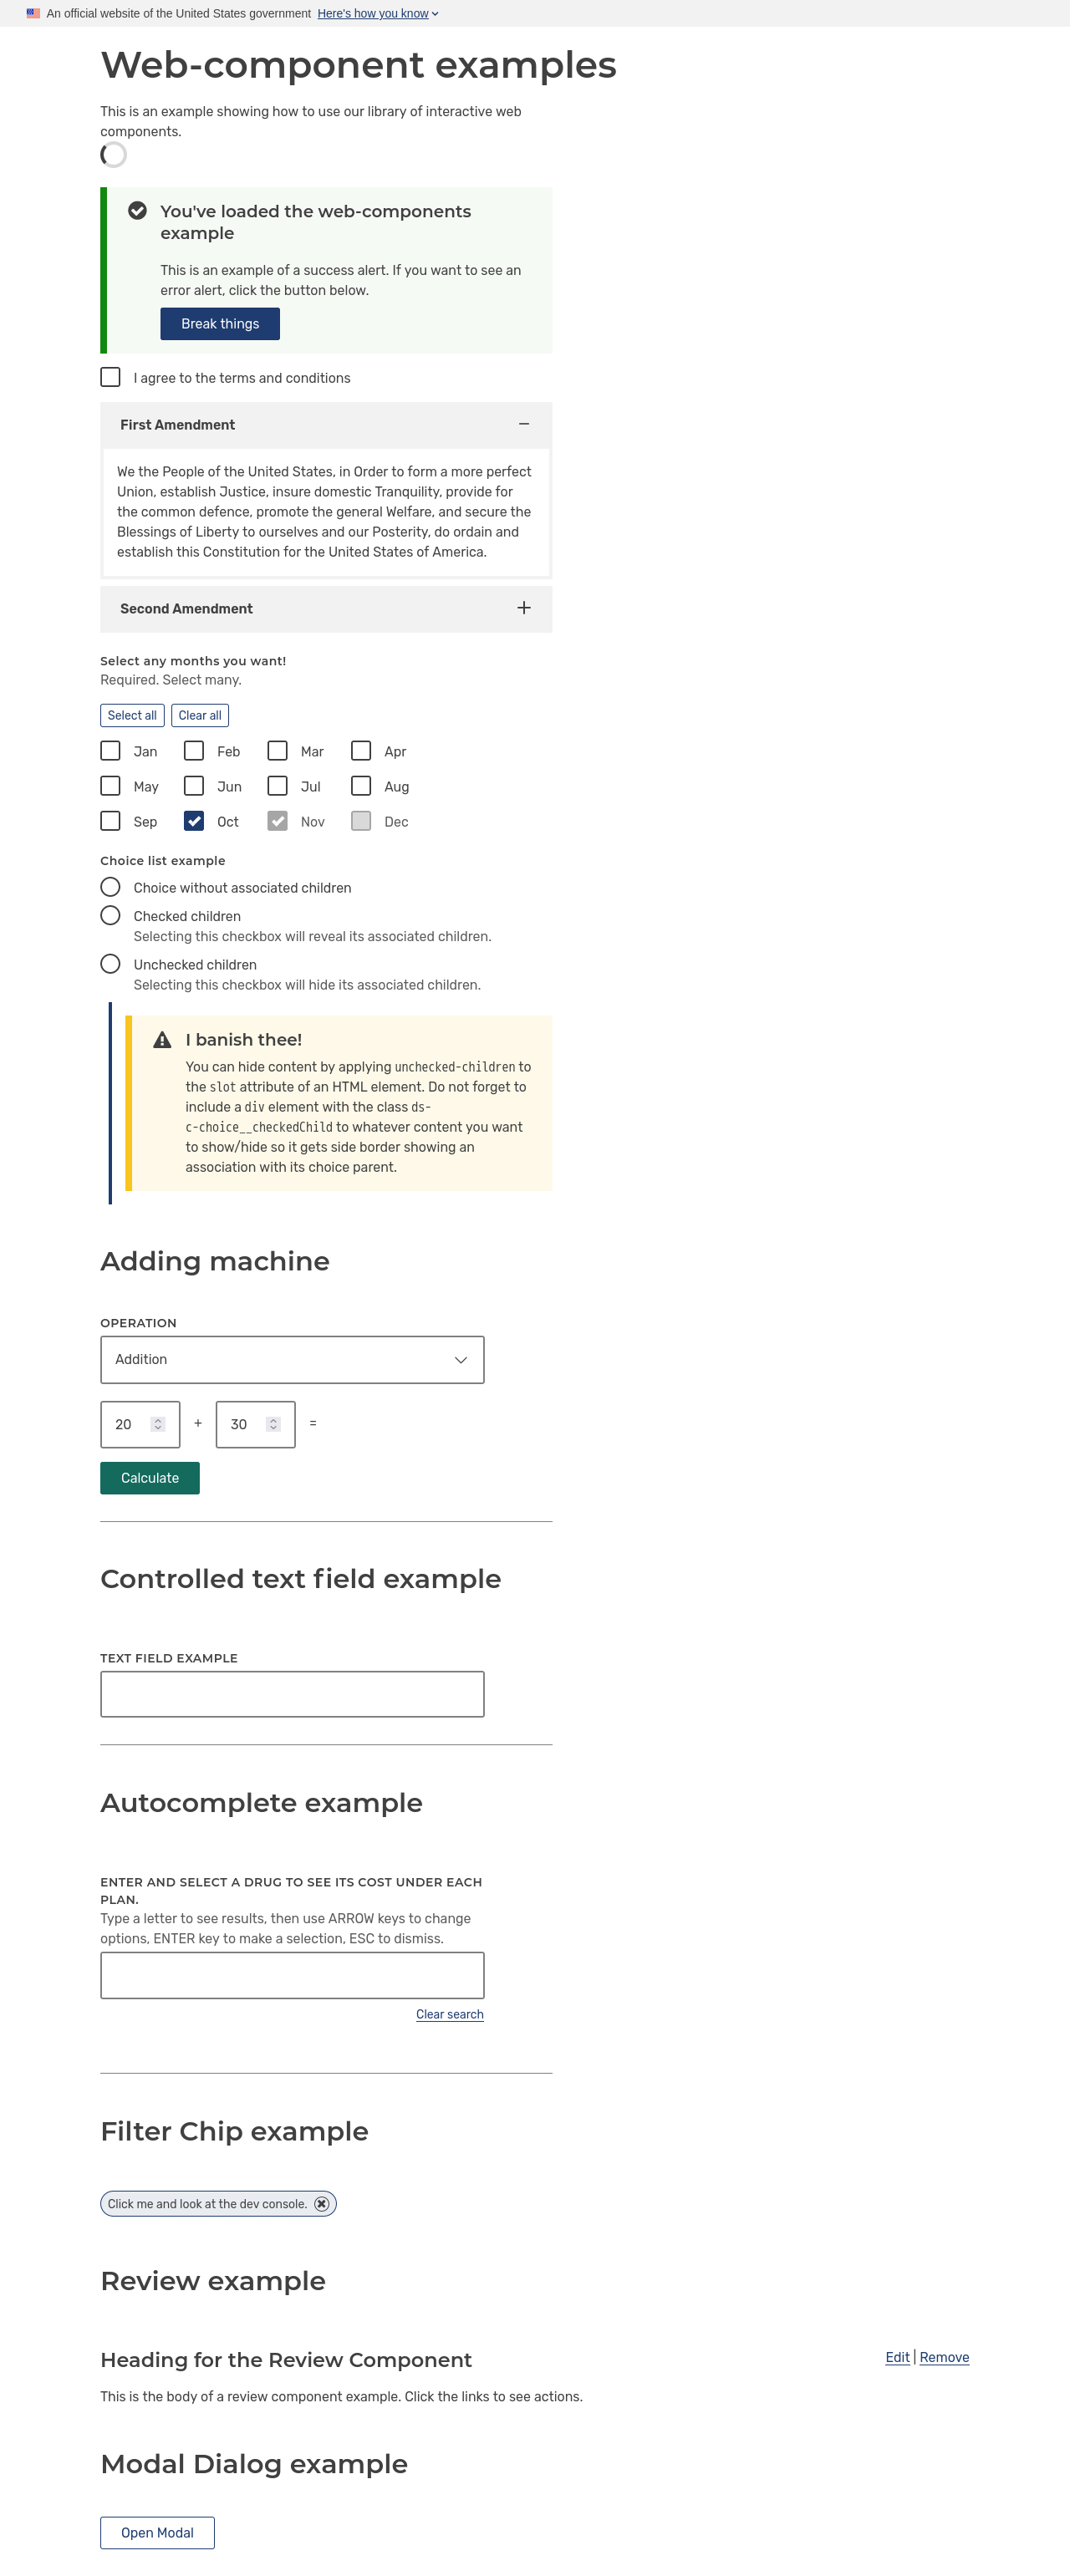 An official website of the United States government Here's how you know
Web-component examples
This is an example showing how to use our library of interactive web
components.
You've loaded the web-components
example
This is an example of a success alert. If you want to see an
error alert, click the button below.
Break things
I agree to the terms and conditions
First Amendment
We the People of the United States, in Order to form a more perfect
Union, establish Justice, insure domestic Tranquility, provide for
the common defence, promote the general Welfare, and secure the
Blessings of Liberty to ourselves and our Posterity, do ordain and
establish this Constitution for the United States of America.
Second Amendment
Select any months you want!
Required. Select many.
Select all Clear all
Jan Feb Mar Apr
May Jun Jul Aug
Sep Oct Nov Dec
Choice list example
Choice without associated children
Checked children
Selecting this checkbox will reveal its associated children.
Unchecked children
Selecting this checkbox will hide its associated children.
I banish thee!
You can hide content by applying unchecked-children to
the slot attribute of an HTML element. Do not forget to
include a div element with the class ds-
c-choice__checkedChild to whatever content you want
to show/hide so it gets side border showing an
association with its choice parent.
Adding machine
OPERATION
Addition
20 + 30 =
Calculate
Controlled text field example
TEXT FIELD EXAMPLE
Autocomplete example
ENTER AND SELECT A DRUG TO SEE ITS COST UNDER EACH
PLAN.
Type a letter to see results, then use ARROW keys to change
options, ENTER key to make a selection, ESC to dismiss.
Clear search
Filter Chip example
Click me and look at the dev console.
Review example
Heading for the Review Component
Edit | Remove
This is the body of a review component example. Click the links to see actions.
Modal Dialog example
Open Modal